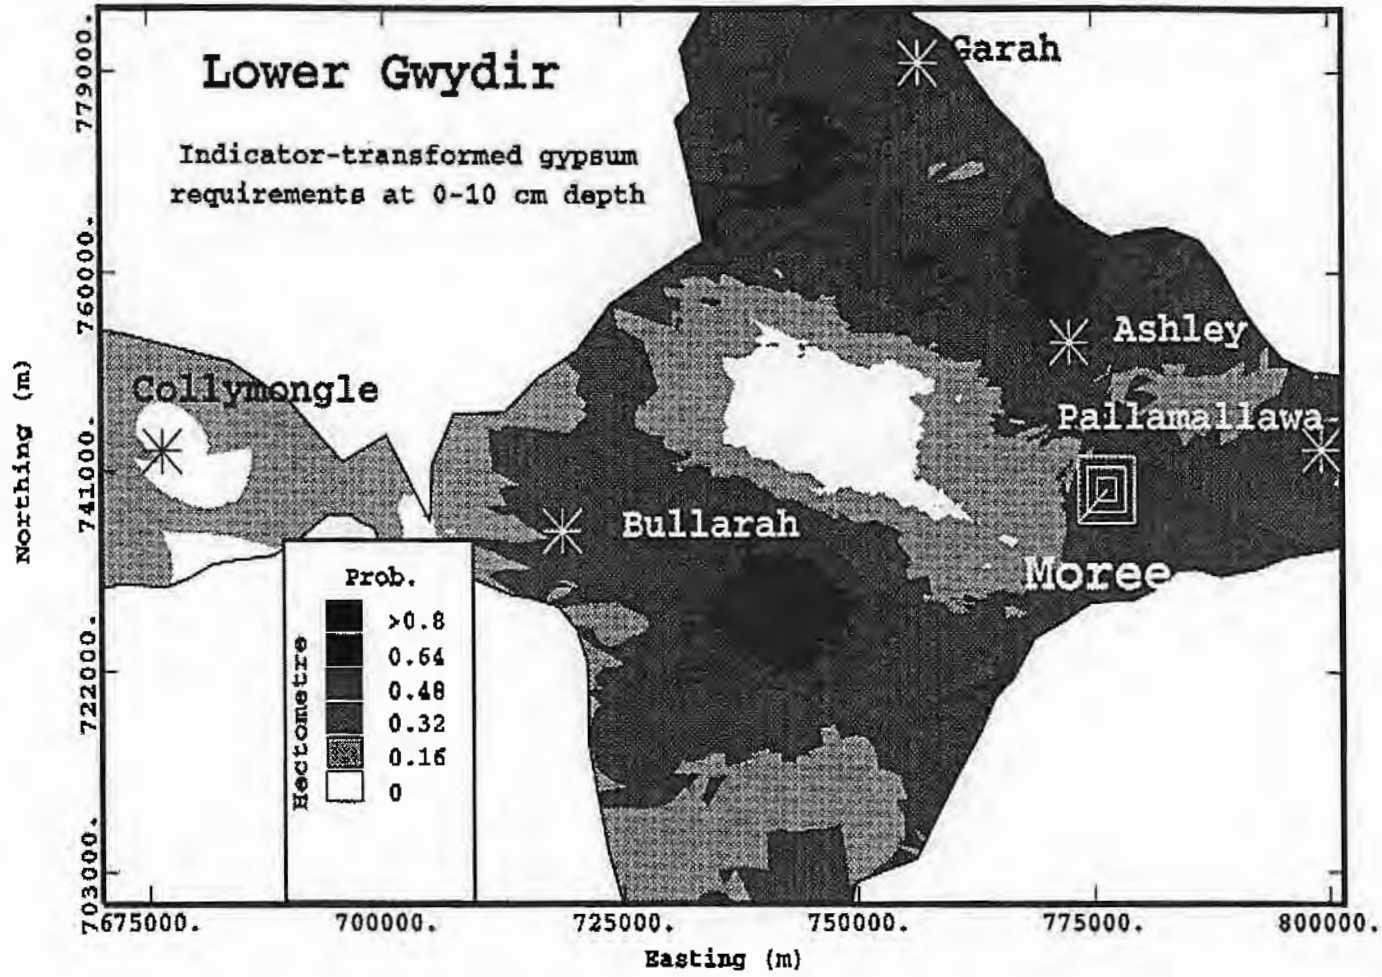 Lower Gwydir
Indicator-transformed gypsum
requirements at 0-10 cm depth
Garah
Ashley
Collymongle
Pallamallawa
Bullarah
Moree
Prob.
>0.8
0.64
0.48
0.32
0.16
0
Hectometre
Northing (m)
779000.
760000.
741000.
722000.
703000.
7675000.
700000.
725000.
750000.
775000.
80000.
Easting (m)